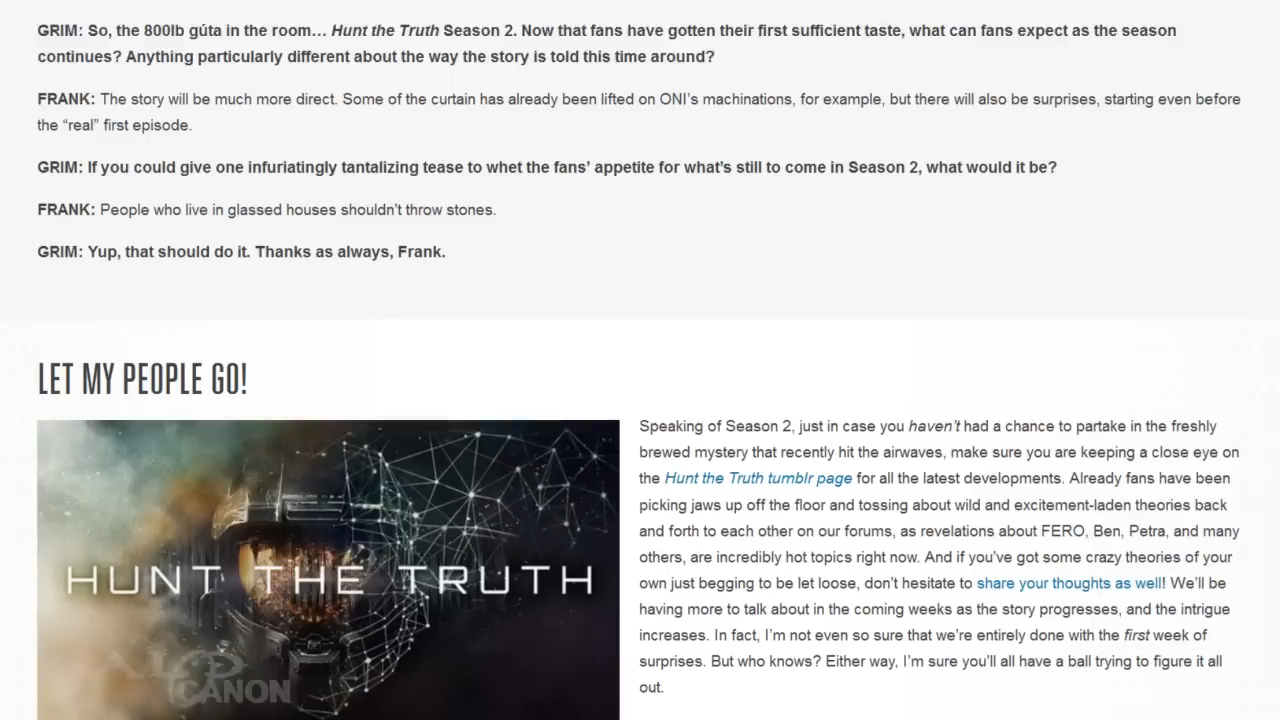 GRIM: So, the 800lb gúta in the room… Hunt the Truth Season 2. Now that fans have gotten their first sufficient taste, what can fans expect as the season
continues? Anything particularly different about the way the story is told this time around?
FRANK: The story will be much more direct. Some of the curtain has already been lifted on ONI’s machinations, for example, but there will also be surprises, starting even before
the “real” first episode.
GRIM: If you could give one infuriatingly tantalizing tease to whet the fans’ appetite for what’s still to come in Season 2, what would it be?
FRANK: People who live in glassed houses shouldn’t throw stones.
GRIM: Yup, that should do it. Thanks as always, Frank.
LET MY PEOPLE GO!
Speaking of Season 2, just in case you haven’t had a chance to partake in the freshly
brewed mystery that recently hit the airwaves, make sure you are keeping a close eye on
the Hunt the Truth tumblr page for all the latest developments. Already fans have been
picking jaws up off the floor and tossing about wild and excitement-laden theories back
and forth to each other on our forums, as revelations about FERO, Ben, Petra, and many
others, are incredibly hot topics right now. And if you’ve got some crazy theories of your
own just begging to be let loose, don’t hesitate to share your thoughts as well! We’ll be
having more to talk about in the coming weeks as the story progresses, and the intrigue
increases. In fact, I’m not even so sure that we’re entirely done with the first week of
surprises. But who knows? Either way, I’m sure you’ll all have a ball trying to figure it all
out.
HUNT THE TRUTH
CANON